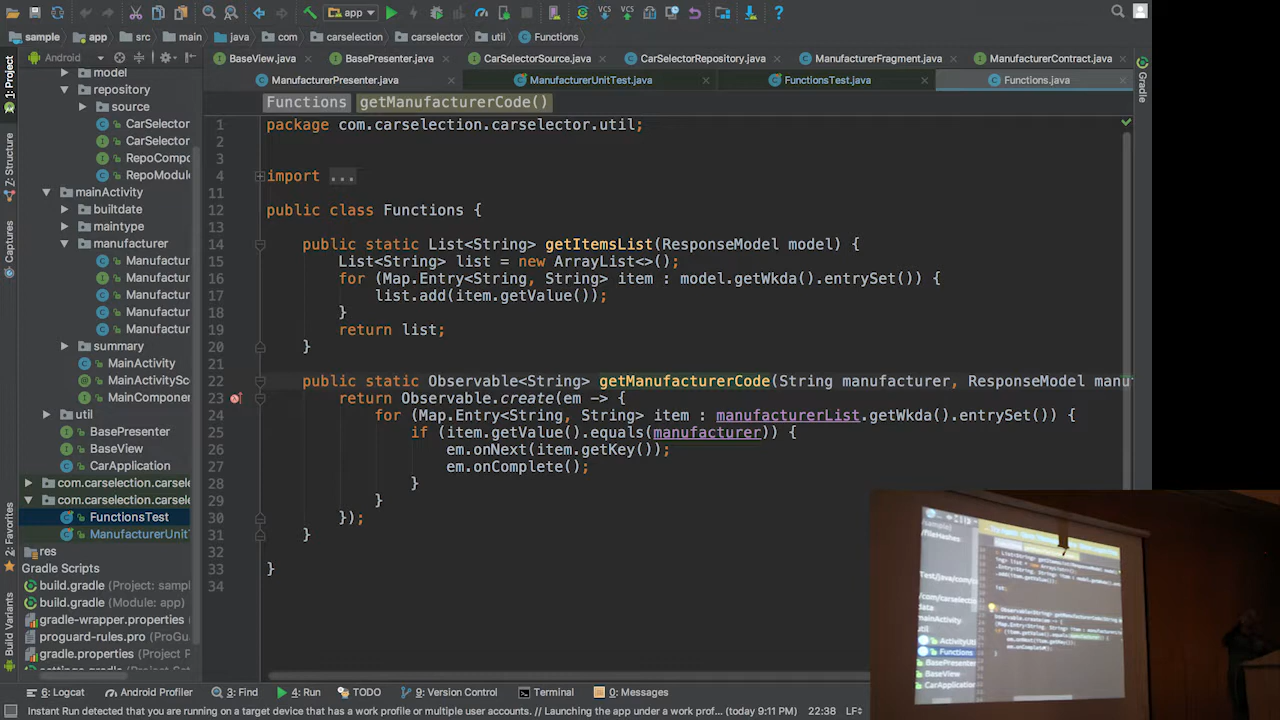 app
sample
app
src
main
java
com
carselection
carselector
util
Functions
Android
BaseView.java
BasePresenter.java
CarSelectorSource.java
CarSelectorRepository.java
ManufacturerFragment.java
ManufacturerContract.java
ManufacturerPresenter.java
ManufacturerUnitTest.java
FunctionsTest.java
Functions.java
1: Project
Z: Structure
Captures
2: Favorites
Build Variants
Gradle
model
repository
source
CarSelector
CarSelector
RepoCompo
RepoModule
mainActivity
builtdate
maintype
manufacturer
Manufactur
Manufactur
Manufactur
Manufactur
Manufactur
summary
MainActivity
MainActivitySc
MainComponer
util
BasePresenter
BaseView
CarApplication
com.carselection.carsele
com.carselection.carsele
FunctionsTest
ManufacturerUnitT
res
Gradle Scripts
build.gradle (Project: sample
build.gradle (Module: app)
gradle-wrapper.properties
proguard-rules.pro (ProGu
gradle.properties (Project
Functions getManufacturerCode()
1 package com.carselection.carselector.util;
2
3
4 import ...
11
12 public class Functions {
13
14 public static List<String> getItemsList(ResponseModel model) {
15 List<String> list = new ArrayList<>();
16 for (Map.Entry<String, String> item : model.getWkda().entrySet()) {
17 list.add(item.getValue());
18 }
19 return list;
20 }
21
22 public static Observable<String> getManufacturerCode(String manufacturer, ResponseModel manu
23 return Observable.create(em -> {
24 for (Map.Entry<String, String> item : manufacturerList.getWkda().entrySet()) {
25 if (item.getValue().equals(manufacturer)) {
26 em.onNext(item.getKey());
27 em.onComplete();
28 }
29 }
30 });
31 }
32
33 }
34
6: Logcat
Android Profiler
3: Find
4: Run
TODO
9: Version Control
Terminal
0: Messages
Instant Run detected that you are running on a target device that has a work profile or multiple user accounts. // Launching the app under a work prof... (today 9:11 PM)
22:38
LF
Functions
BasePresenter
BaseView
CarApplication